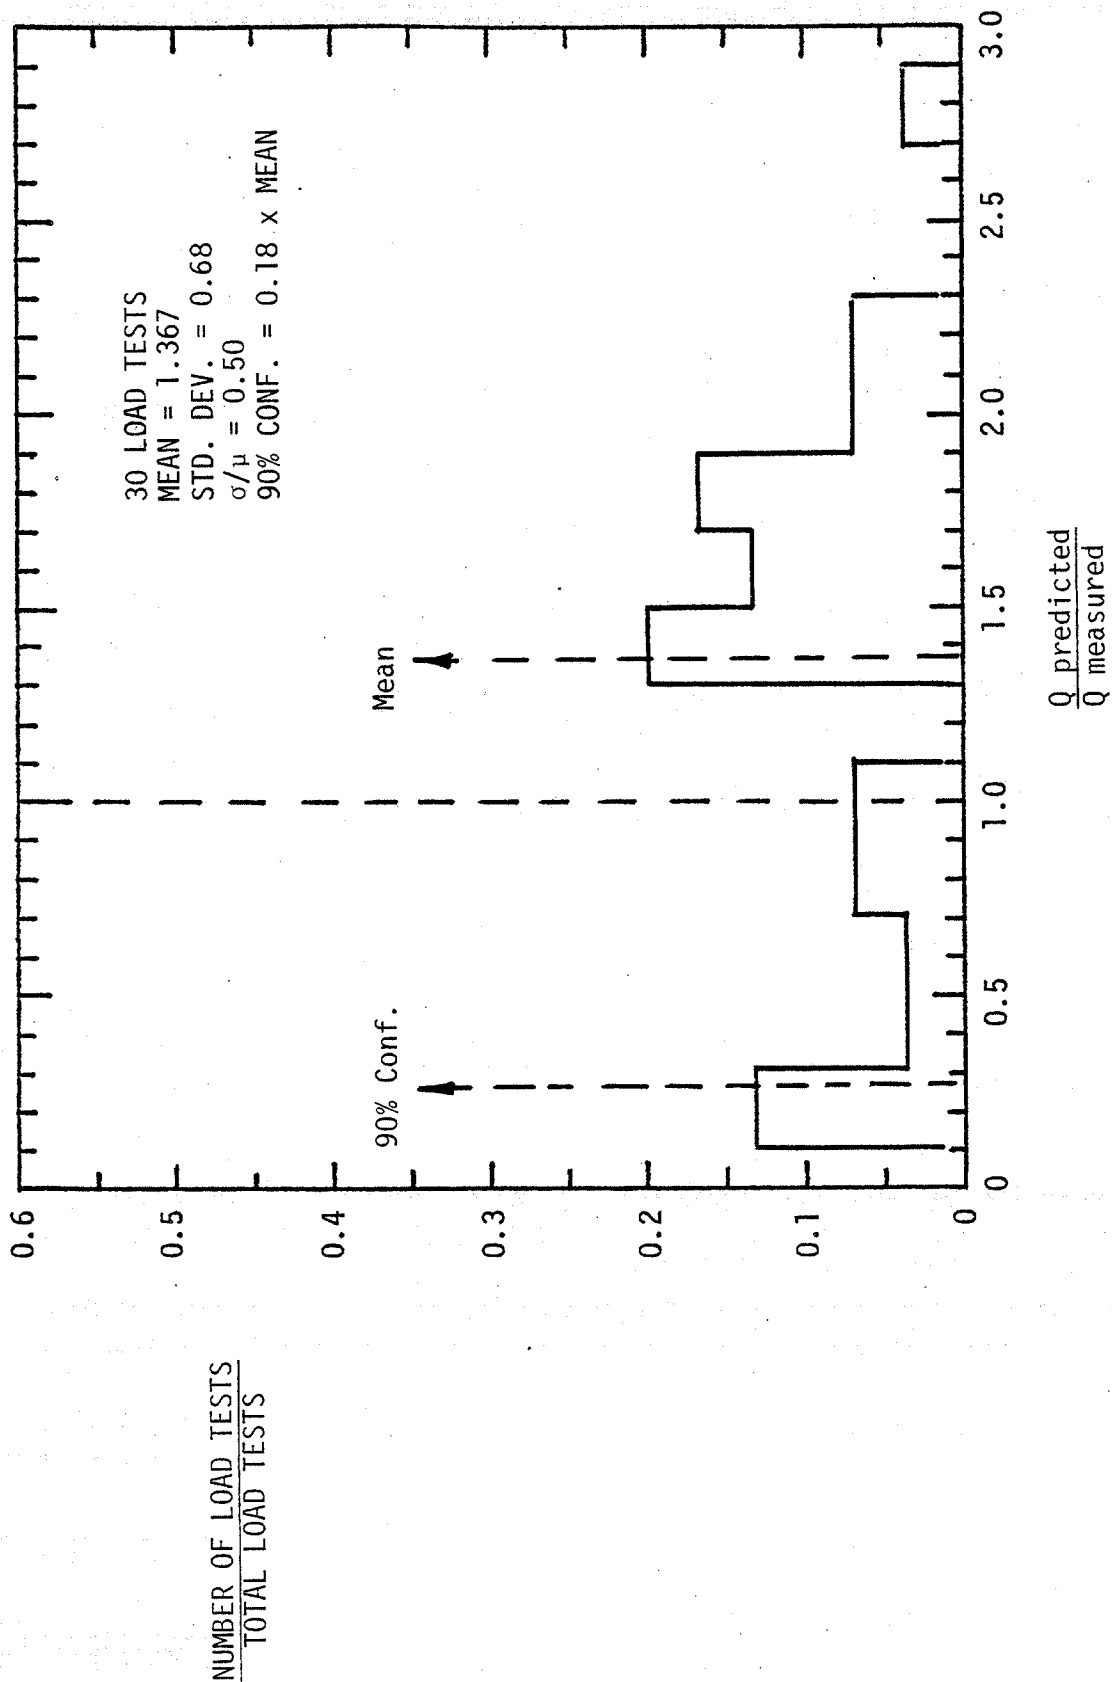 NUMBER OF LOAD TESTS
TOTAL LOAD TESTS
0.6
0.5
0.4
0.3
0.2
0.1
0
30 LOAD TESTS
MEAN = 1.367
STD. DEV. = 0.68
σ/μ = 0.50
90% CONF. = 0.18 x MEAN
90% Conf.
Mean
0
0.5
1.0
1.5
2.0
2.5
3.0
Q predicted
Q measured